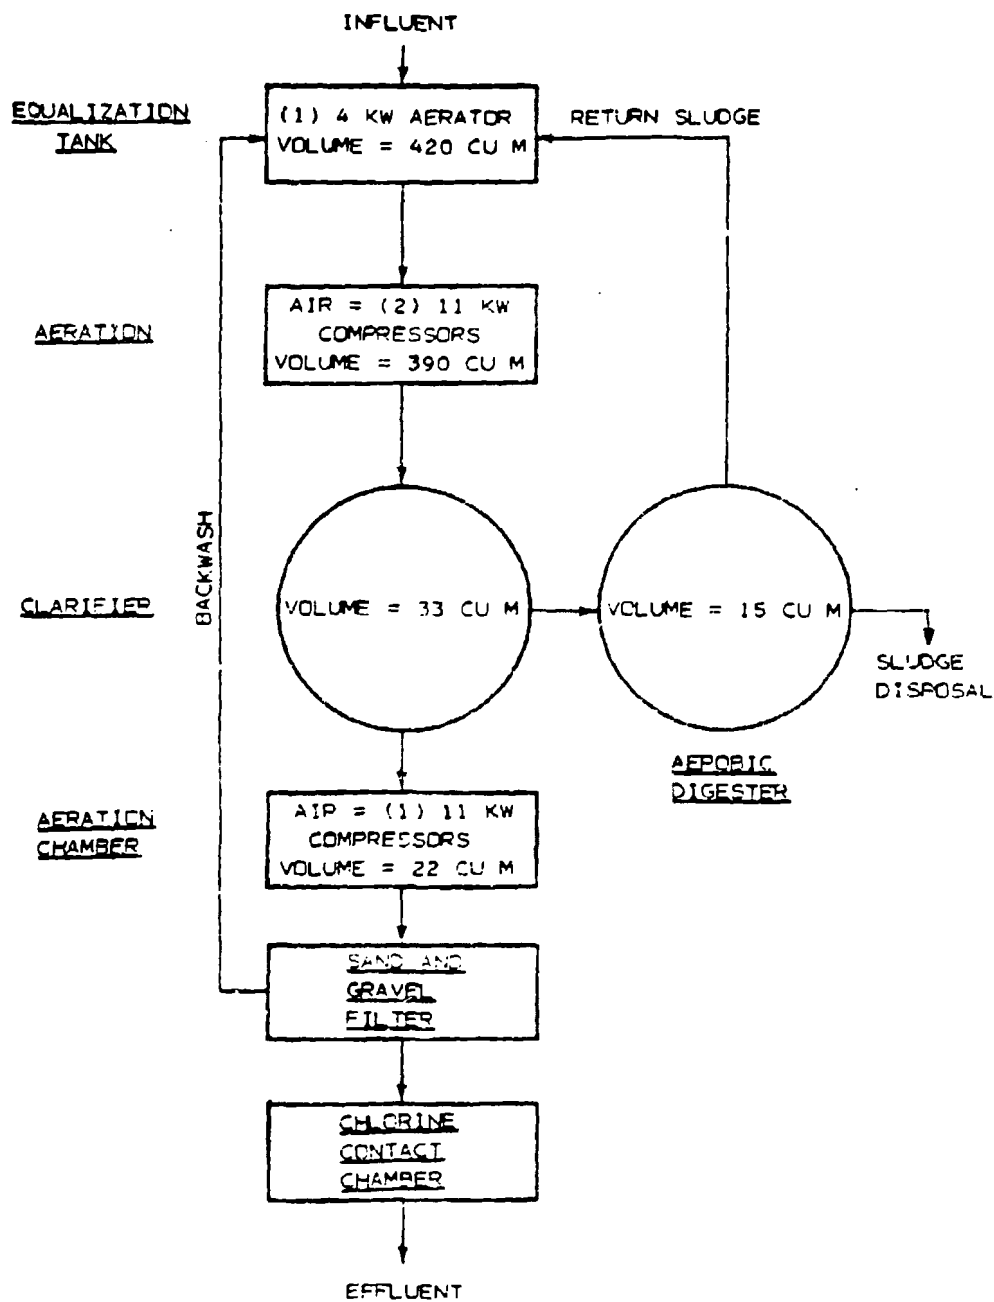 INFLUENT
EQUALIZATION
TANK
(1) 4 KW AERATOR
VOLUME = 420 CU M
RETURN SLUDGE
AERATION
AIR = (2) 11 KW
COMPRESSORS
VOLUME = 390 CU M
BACKWASH
CLARIFIER
VOLUME = 33 CU M
VOLUME = 15 CU M
SLUDGE
DISPOSAL
AEROBIC
DIGESTER
AERATION
CHAMBER
AIR = (1) 11 KW
COMPRESSORS
VOLUME = 22 CU M
SAND AND
GRAVEL
FILTER
CHLORINE
CONTACT
CHAMBER
EFFLUENT